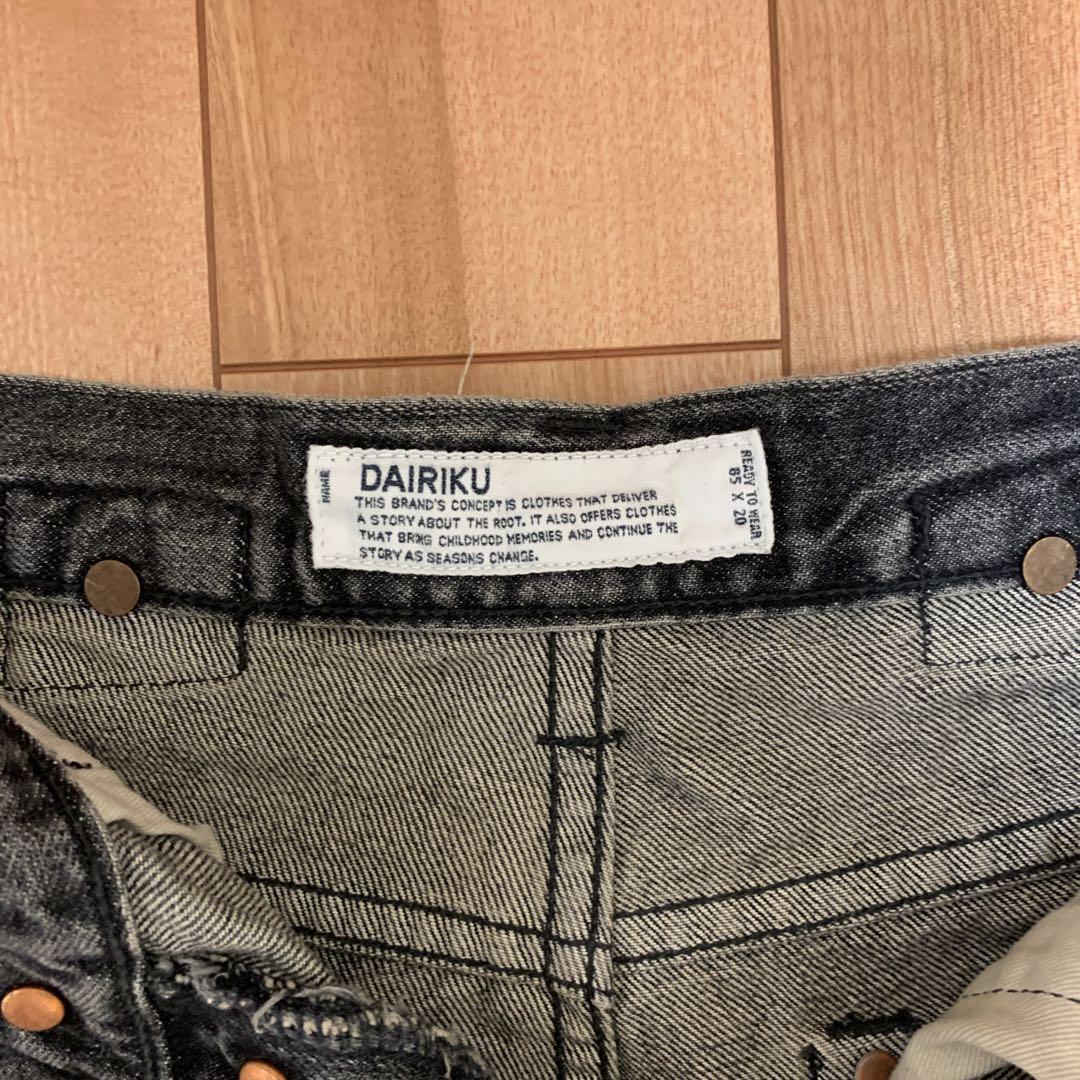 NAME
DAIRIKU
THIS BRAND'S CONCEPT IS CLOTHES THAT DELIVER
A STORY ABOUT THE ROOT. IT ALSO OFFERS CLOTHES
THAT BRING CHILDHOOD MEMORIES AND CONTINUE THE
STORY AS SEASONS CHANGE.
READY TO WEAR
65 X 20